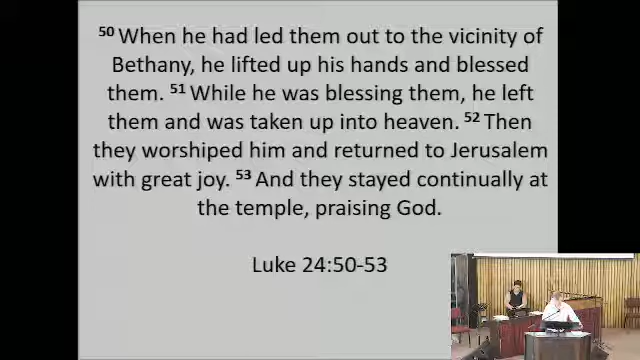 50 When he had led them out to the vicinity of
Bethany, he lifted up his hands and blessed
them. 51 While he was blessing them, he left
them and was taken up into heaven. 52 Then
they worshiped him and returned to Jerusalem
with great joy. 53 And they stayed continually at
the temple, praising God.
Luke 24:50-53